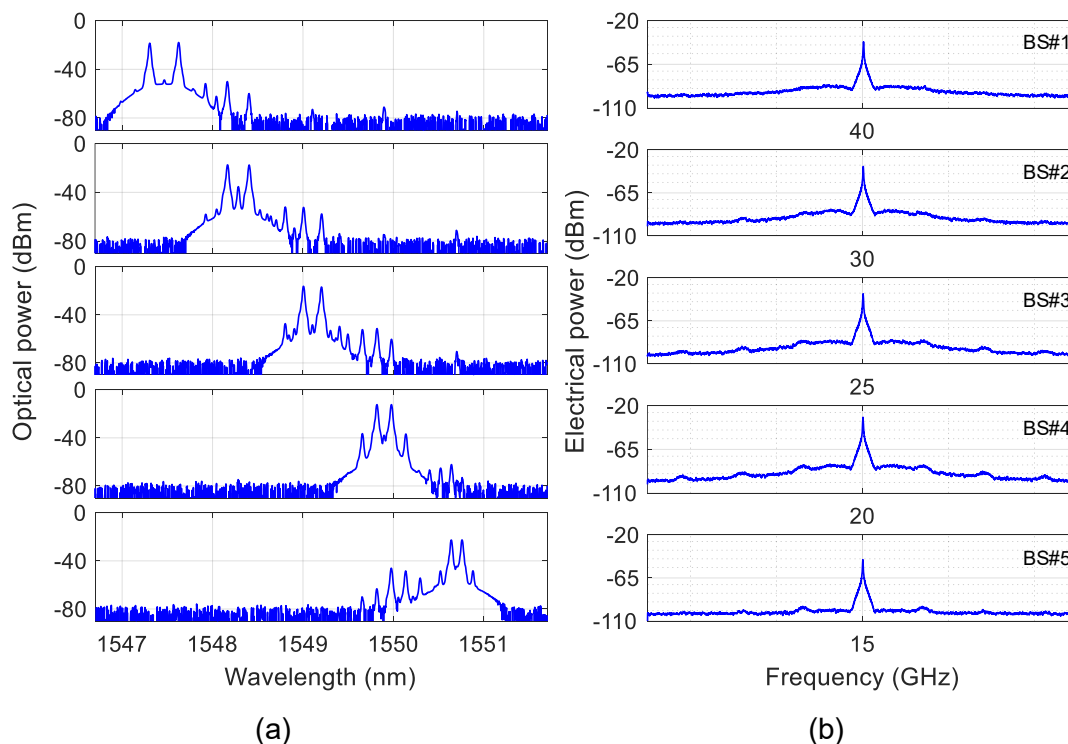 0
-40
-80
0
-40
-80
0
-40
-80
0
-40
-80
0
-40
-80
1547 1548 1549 1550 1551
Optical power (dBm)
Wavelength (nm)
(a)
-20
-65
-110
BS#1
40
-20
-65
-110
BS#2
30
-20
-65
-110
BS#3
25
-20
-65
-110
BS#4
20
-20
-65
-110
BS#5
15
Electrical power (dBm)
Frequency (GHz)
(b)